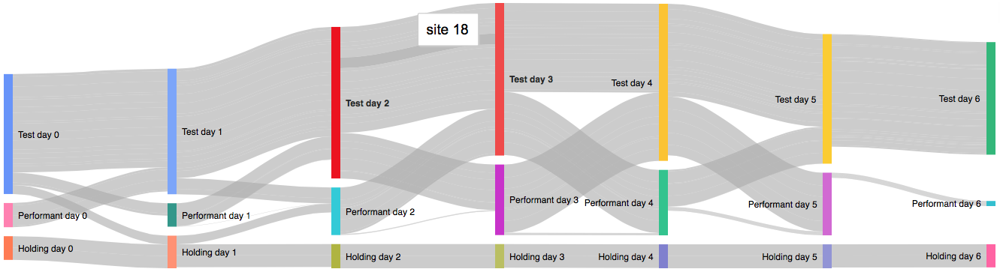 site 18
Test day 0
Test day 1
Test day 2
Test day 3
Test day 4
Test day 5
Test day 6
Performant day 0
Performant day 1
Performant day 2
Performant day 3
Performant day 4
Performant day 5
Performant day 6
Holding day 0
Holding day 1
Holding day 2
Holding day 3
Holding day 4
Holding day 5
Holding day 6